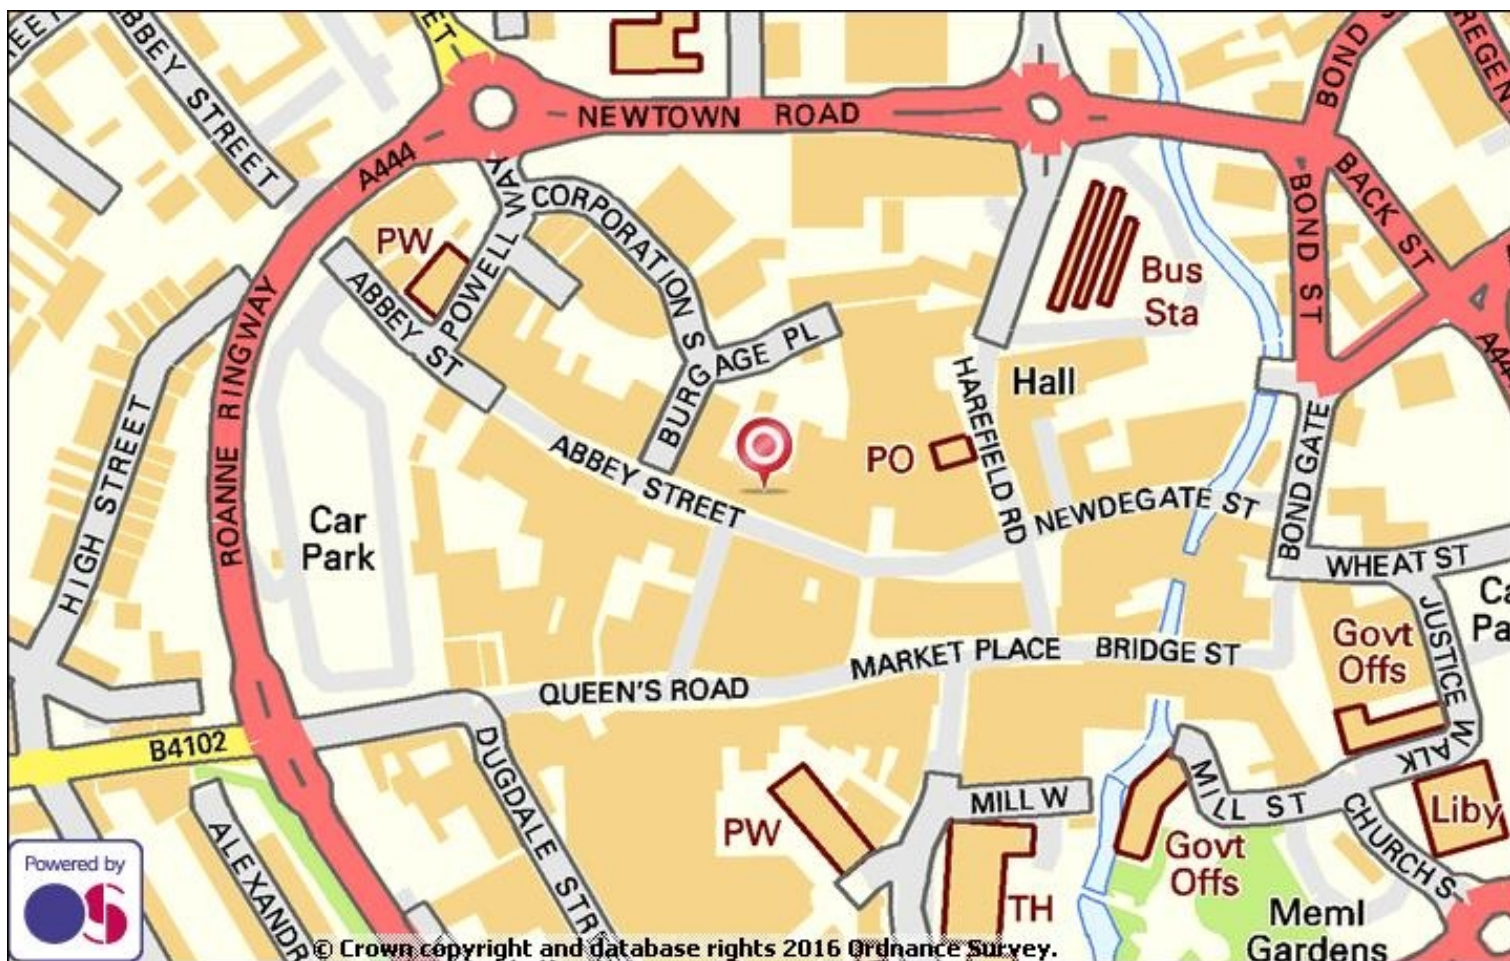 ABBEY STREET
NEWTOWN ROAD
BOND
A444
BACK ST
BOND ST
POWELL WAY
CORPORATION S
PW
ABBEY ST
Bus
Sta
ROANNE RINGWAY
BURGAGE PL
HAREFIELD RD
Hall
A444
HIGH STREET
ABBEY STREET
PO
NEWDEGATE ST
BOND GATE
Car
Park
WHEAT ST
JUSTICE WALK
Govt
Offs
MARKET PLACE
BRIDGE ST
QUEEN'S ROAD
B4102
DUGDALE STR
MILL W
MILL ST
CHURCH S
Liby
PW
ALEXANDR
Govt
Offs
TH
Meml
Gardens
Powered by
OS
© Crown copyright and database rights 2016 Ordnance Survey.